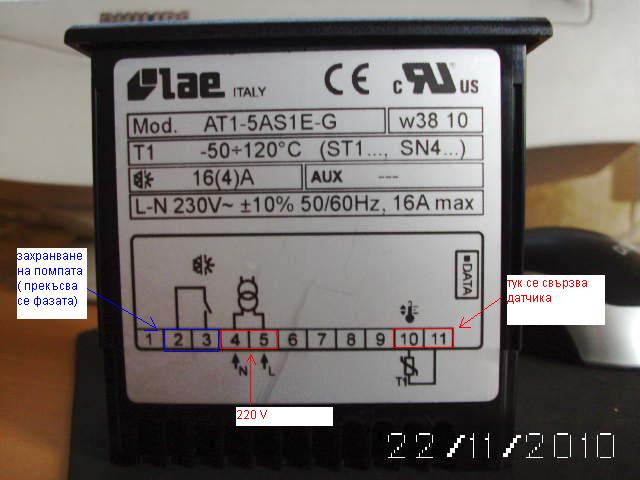 lae ITALY CE c RU US
Mod. AT1-5AS1E-G w38 10
T1 -50÷120°C (ST1..., SN4...)
16(4)A AUX ---
L-N 230V~ ±10% 50/60Hz, 16A max
захранване
на помпата
( прекъсва
се фазата)
DATA
тук се свързва
датчика
1 2 3 4 5 6 7 8 9 10 11
N L T1
220 V
22/11/2010